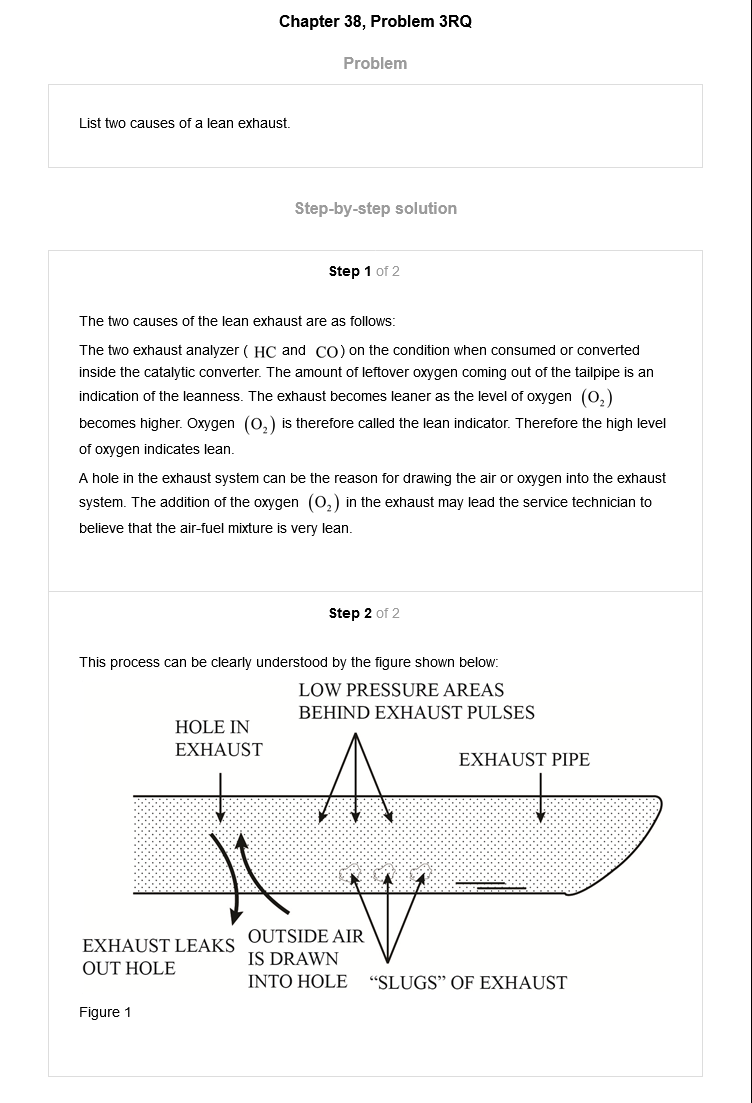 Chapter 38, Problem 3RQ
Problem
List two causes of a lean exhaust.
Step-by-step solution
Step 1 of 2
The two causes of the lean exhaust are as follows:
The two exhaust analyzer ( HC and CO) on the condition when consumed or converted
inside the catalytic converter. The amount of leftover oxygen coming out of the tailpipe is an
indication of the leanness. The exhaust becomes leaner as the level of oxygen (O₂)
becomes higher. Oxygen (O₂) is therefore called the lean indicator. Therefore the high level
of oxygen indicates lean.
A hole in the exhaust system can be the reason for drawing the air or oxygen into the exhaust
system. The addition of the oxygen (O₂) in the exhaust may lead the service technician to
believe that the air-fuel mixture is very lean.
Step 2 of 2
This process can be clearly understood by the figure shown below:
LOW PRESSURE AREAS
BEHIND EXHAUST PULSES
HOLE IN
EXHAUST
EXHAUST PIPE
EXHAUST LEAKS
OUT HOLE
OUTSIDE AIR
IS DRAWN
INTO HOLE
“SLUGS” OF EXHAUST
Figure 1